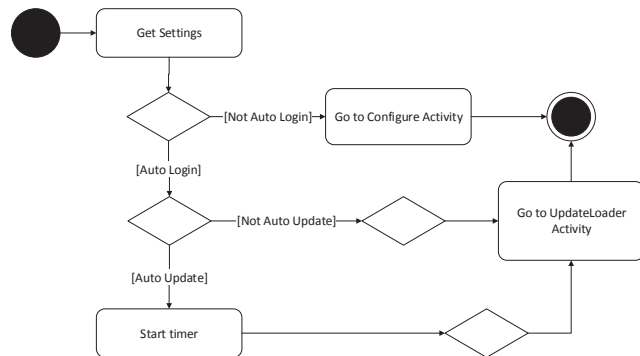 Get Settings
[Not Auto Login]
Go to Configure Activity
[Auto Login]
[Not Auto Update]
Go to UpdateLoader
Activity
[Auto Update]
Start timer